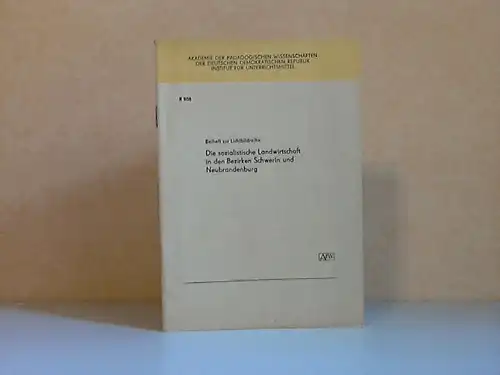 AKADEMIE DER PÄDAGOGISCHEN WISSENSCHAFTEN
DER DEUTSCHEN DEMOKRATISCHEN REPUBLIK
INSTITUT FÜR UNTERRICHTSMITTEL
Beiheft zur Lichtbildreihe
Die sozialistische Landwirtschaft
in den Bezirken Schwerin und
Neubrandenburg